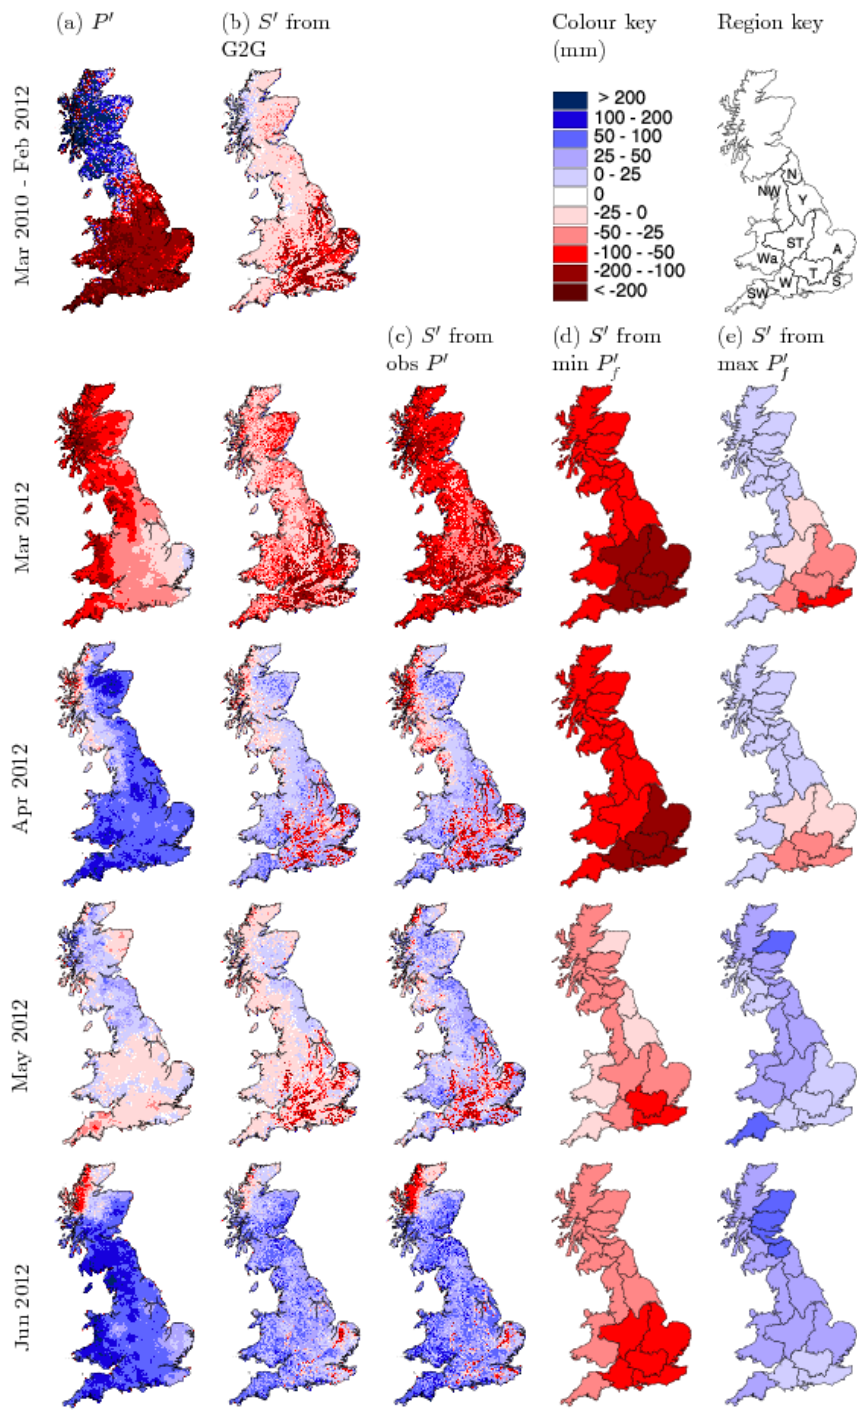 (a) P′
(b) S′ from
G2G
Colour key
(mm)
Region key
Mar 2010 - Feb 2012
> 200
100 - 200
50 - 100
25 - 50
0 - 25
0
-25 - 0
-50 - -25
-100 - -50
-200 - -100
< -200
N
NW
Y
ST
A
Wa
T
W
S
SW
(c) S′ from
obs P′
(d) S′ from
min P′f
(e) S′ from
max P′f
Mar 2012
Apr 2012
May 2012
Jun 2012